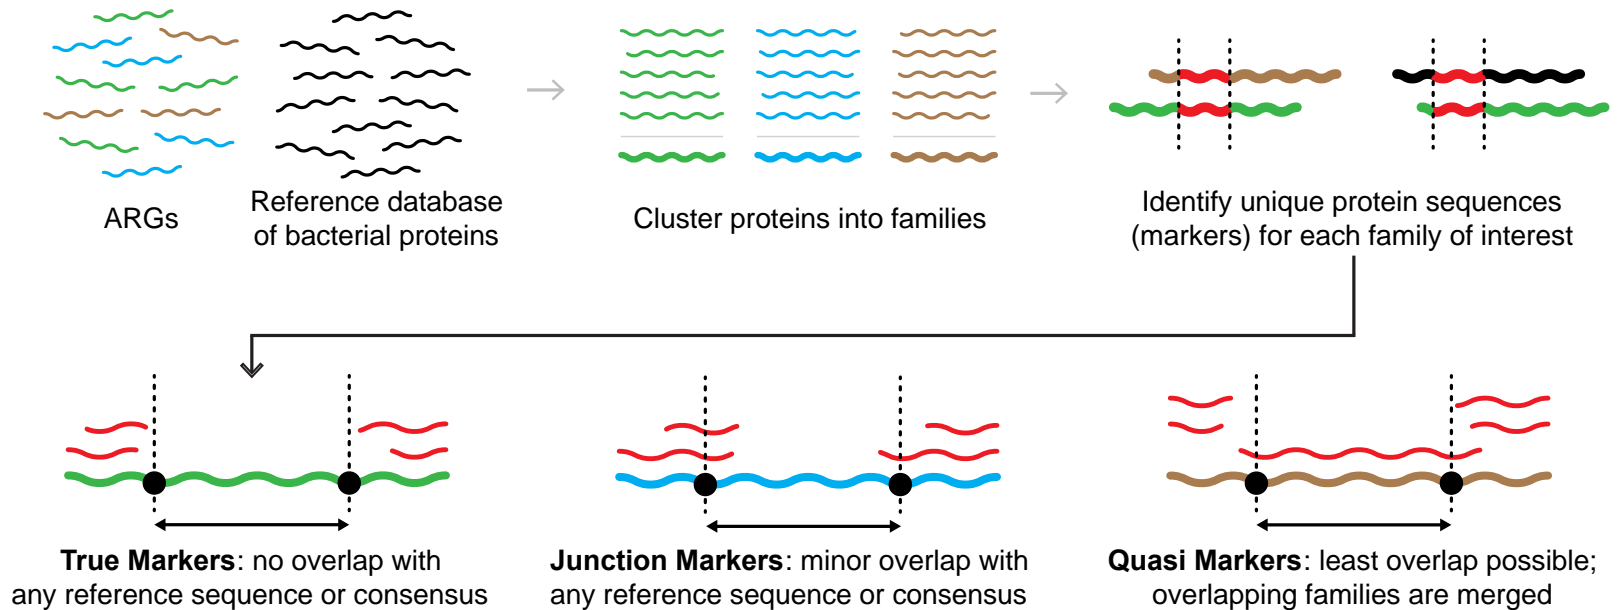 ARGs
Reference database
of bacterial proteins
Cluster proteins into families
Identify unique protein sequences
(markers) for each family of interest
True Markers: no overlap with
any reference sequence or consensus
Junction Markers: minor overlap with
any reference sequence or consensus
Quasi Markers: least overlap possible;
overlapping families are merged